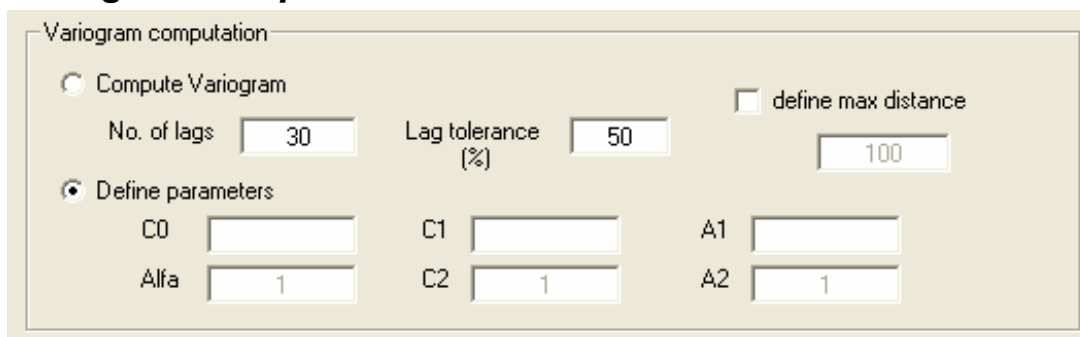 Variogram computation
Compute Variogram
define max distance
No. of lags 30 Lag tolerance (%) 50
100
Define parameters
C0 C1 A1
Alfa 1 C2 1 A2 1